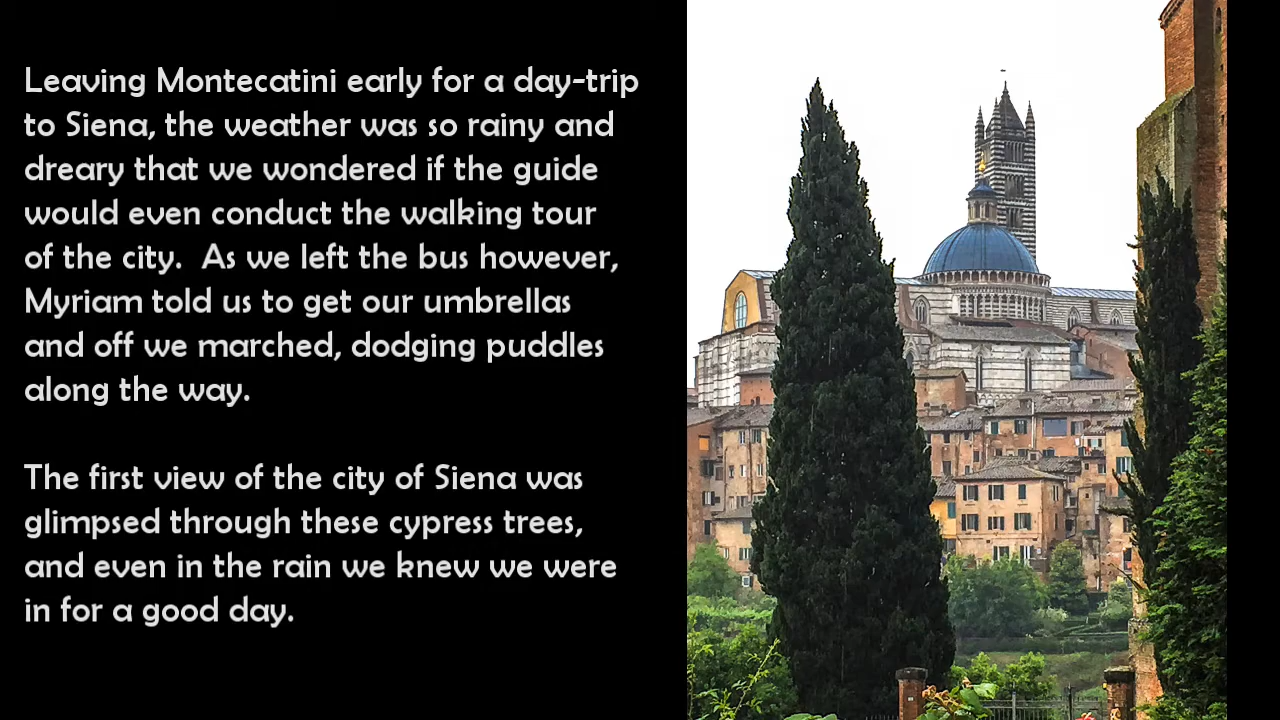 Leaving Montecatini early for a day-trip
to Siena, the weather was so rainy and
dreary that we wondered if the guide
would even conduct the walking tour
of the city.  As we left the bus however,
Myriam told us to get our umbrellas
and off we marched, dodging puddles
along the way.
The first view of the city of Siena was
glimpsed through these cypress trees,
and even in the rain we knew we were
in for a good day.